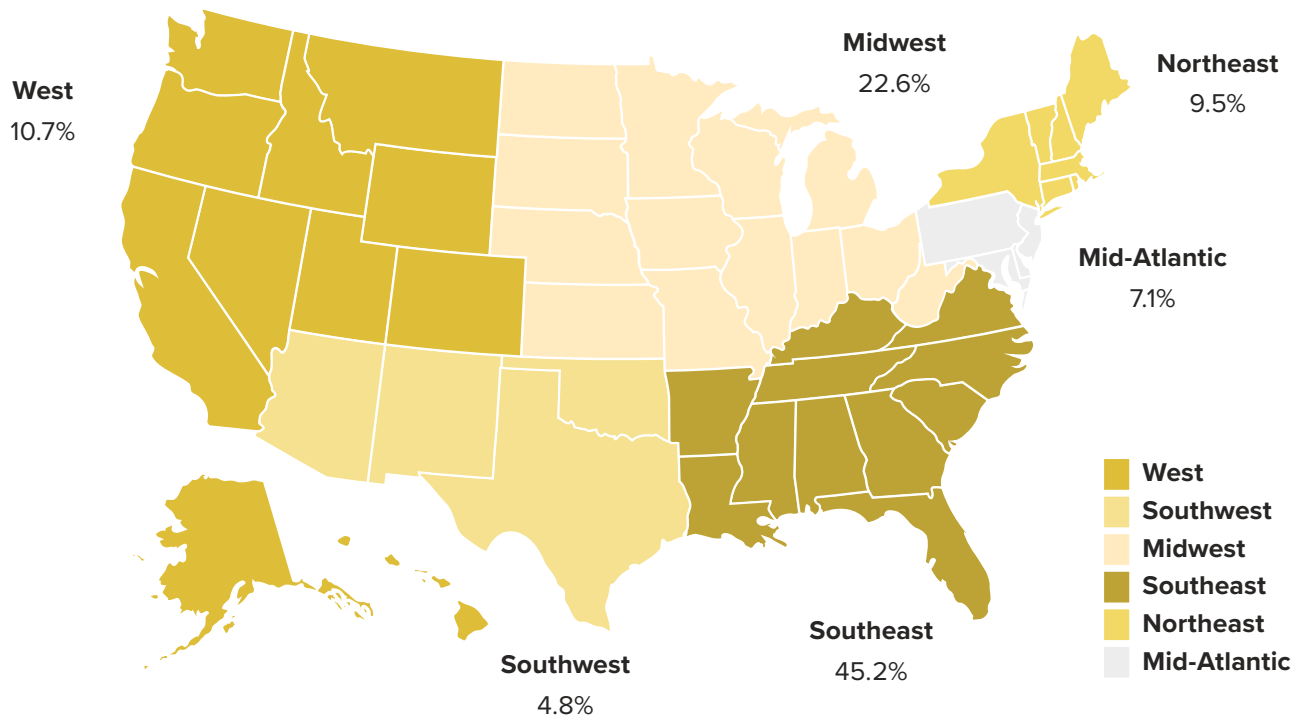 Midwest
22.6%
Northeast
9.5%
West
10.7%
Mid-Atlantic
7.1%
Southeast
45.2%
Southwest
4.8%
West
Southwest
Midwest
Southeast
Northeast
Mid-Atlantic